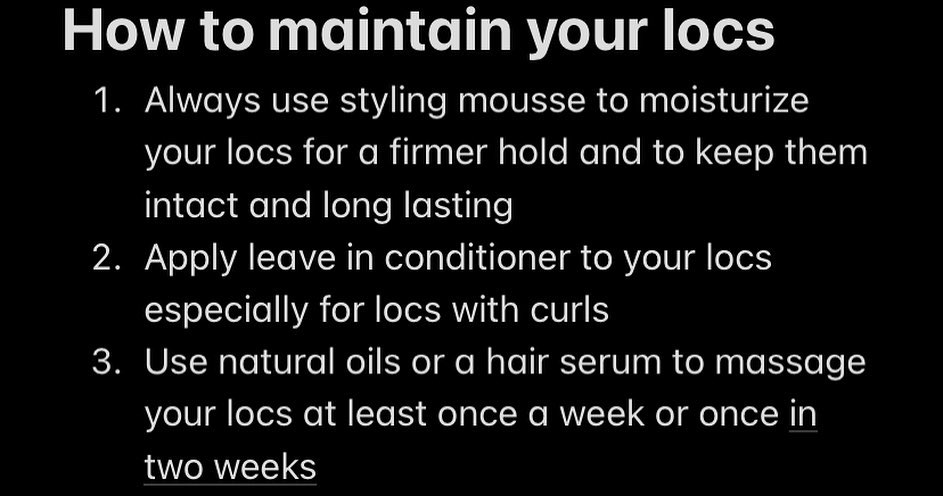 How to maintain your locs
1. Always use styling mousse to moisturize
your locs for a firmer hold and to keep them
intact and long lasting
2. Apply leave in conditioner to your locs
especially for locs with curls
3. Use natural oils or a hair serum to massage
your locs at least once a week or once in
two weeks